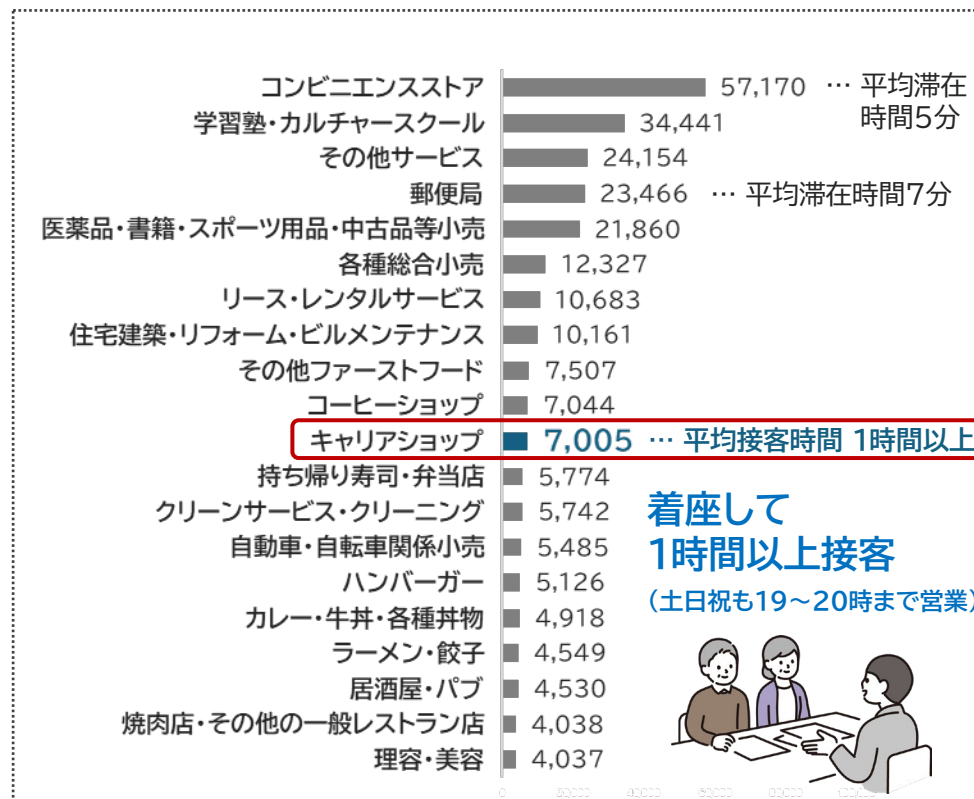 コンビニエンスストア 57,170 … 平均滞在
時間5分
学習塾・カルチャースクール 34,441
その他サービス 24,154
郵便局 23,466 … 平均滞在時間7分
医薬品・書籍・スポーツ用品・中古品等小売 21,860
各種総合小売 12,327
リース・レンタルサービス 10,683
住宅建築・リフォーム・ビルメンテナンス 10,161
その他ファーストフード 7,507
コーヒーショップ 7,044
キャリアショップ 7,005 … 平均接客時間 1時間以上
持ち帰り寿司・弁当店 5,774
クリーンサービス・クリーニング 5,742
自動車・自転車関係小売 5,485
ハンバーガー 5,126
カレー・牛丼・各種丼物 4,918
ラーメン・餃子 4,549
居酒屋・パブ 4,530
焼肉店・その他の一般レストラン店 4,038
理容・美容 4,037
着座して
1時間以上接客
(土日祝も19～20時まで営業)
0 20,000 40,000 60,000 80,000 100,000